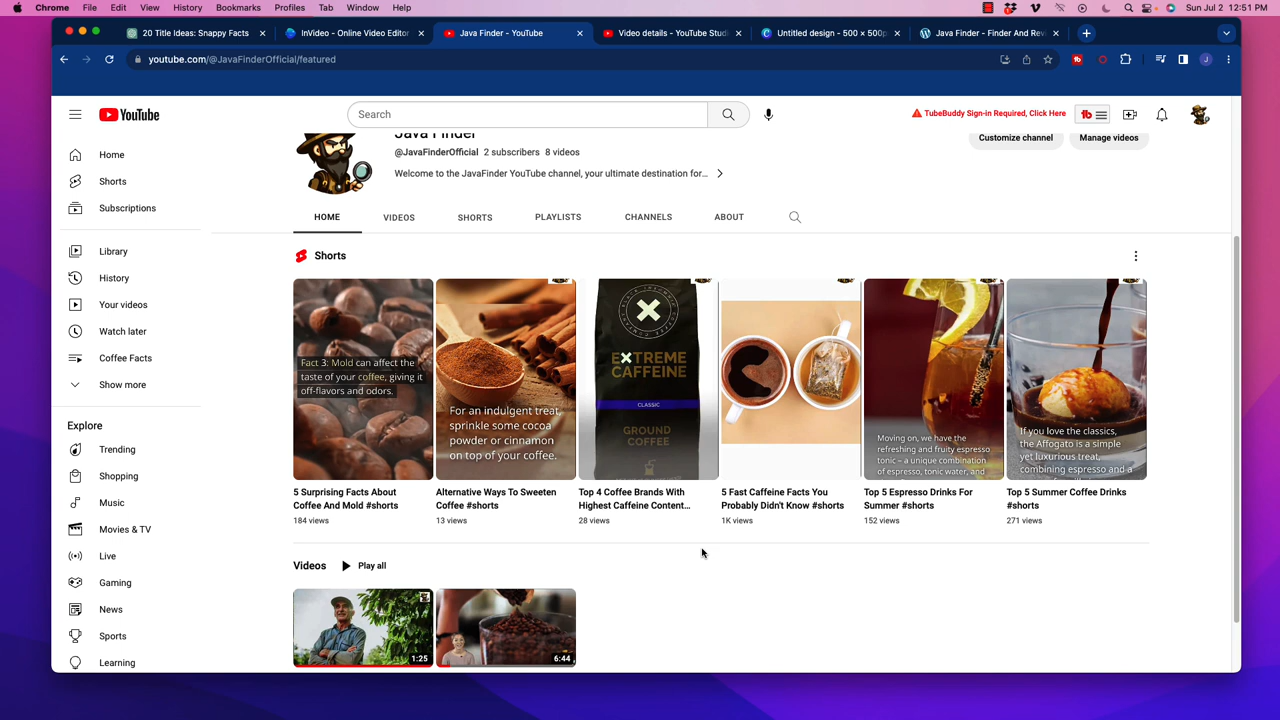 Chrome File Edit View History Bookmarks Profiles Tab Window Help Sun Jul 2 12:51 PM
20 Title Ideas: Snappy Facts
InVideo - Online Video Editor
Java Finder - YouTube
Video details - YouTube Studi
Untitled design - 500 × 500p
Java Finder - Finder And Revi
youtube.com/@JavaFinderOfficial/featured
YouTube
Search
TubeBuddy Sign-in Required, Click Here
Java Finder
@JavaFinderOfficial 2 subscribers 8 videos
Welcome to the JavaFinder YouTube channel, your ultimate destination for...
Customize channel
Manage videos
HOME VIDEOS SHORTS PLAYLISTS CHANNELS ABOUT
Home
Shorts
Subscriptions
Library
History
Your videos
Watch later
Coffee Facts
Show more
Explore
Trending
Shopping
Music
Movies & TV
Live
Gaming
News
Sports
Learning
Shorts
Fact 3: Mold can affect the
taste of your coffee, giving it
off-flavors and odors.
5 Surprising Facts About
Coffee And Mold #shorts
184 views
For an indulgent treat,
sprinkle some cocoa
powder or cinnamon
on top of your coffee.
Alternative Ways To Sweeten
Coffee #shorts
13 views
EXTREME
CAFFEINE
CLASSIC
GROUND
COFFEE
Top 4 Coffee Brands With
Highest Caffeine Content...
28 views
5 Fast Caffeine Facts You
Probably Didn't Know #shorts
1K views
Moving on, we have the
refreshing and fruity espresso
tonic – a unique combination
of espresso, tonic water, and
Top 5 Espresso Drinks For
Summer #shorts
152 views
If you love the classics,
the Affogato is a simple
yet luxurious treat,
combining espresso and a
Top 5 Summer Coffee Drinks
#shorts
271 views
Videos
Play all
1:25
6:44